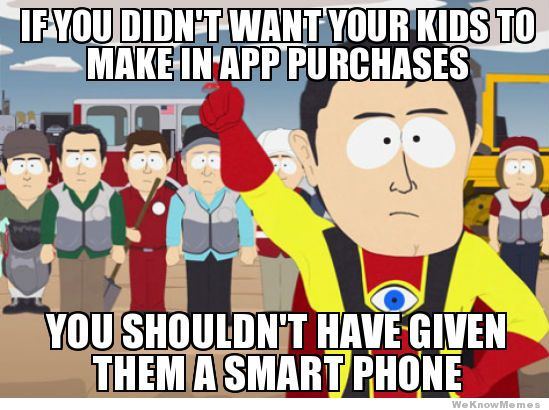 IF YOU DIDN'T WANT YOUR KIDS TO
MAKE IN APP PURCHASES
YOU SHOULDN'T HAVE GIVEN
THEM A SMART PHONE
WeKnowMemes